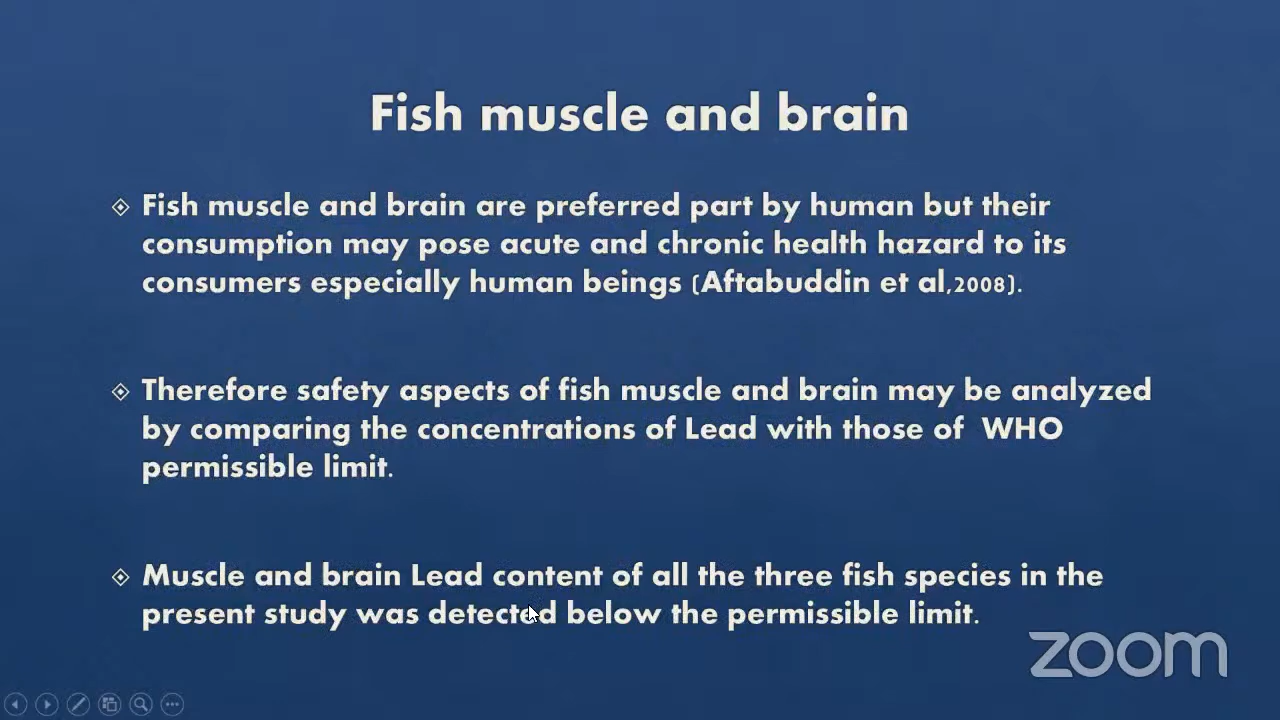 Fish muscle and brain
Fish muscle and brain are preferred part by human but their
consumption may pose acute and chronic health hazard to its
consumers especially human beings (Aftabuddin et al,2008).
Therefore safety aspects of fish muscle and brain may be analyzed
by comparing the concentrations of Lead with those of  WHO
permissible limit.
Muscle and brain Lead content of all the three fish species in the
present study was detected below the permissible limit.
zoom